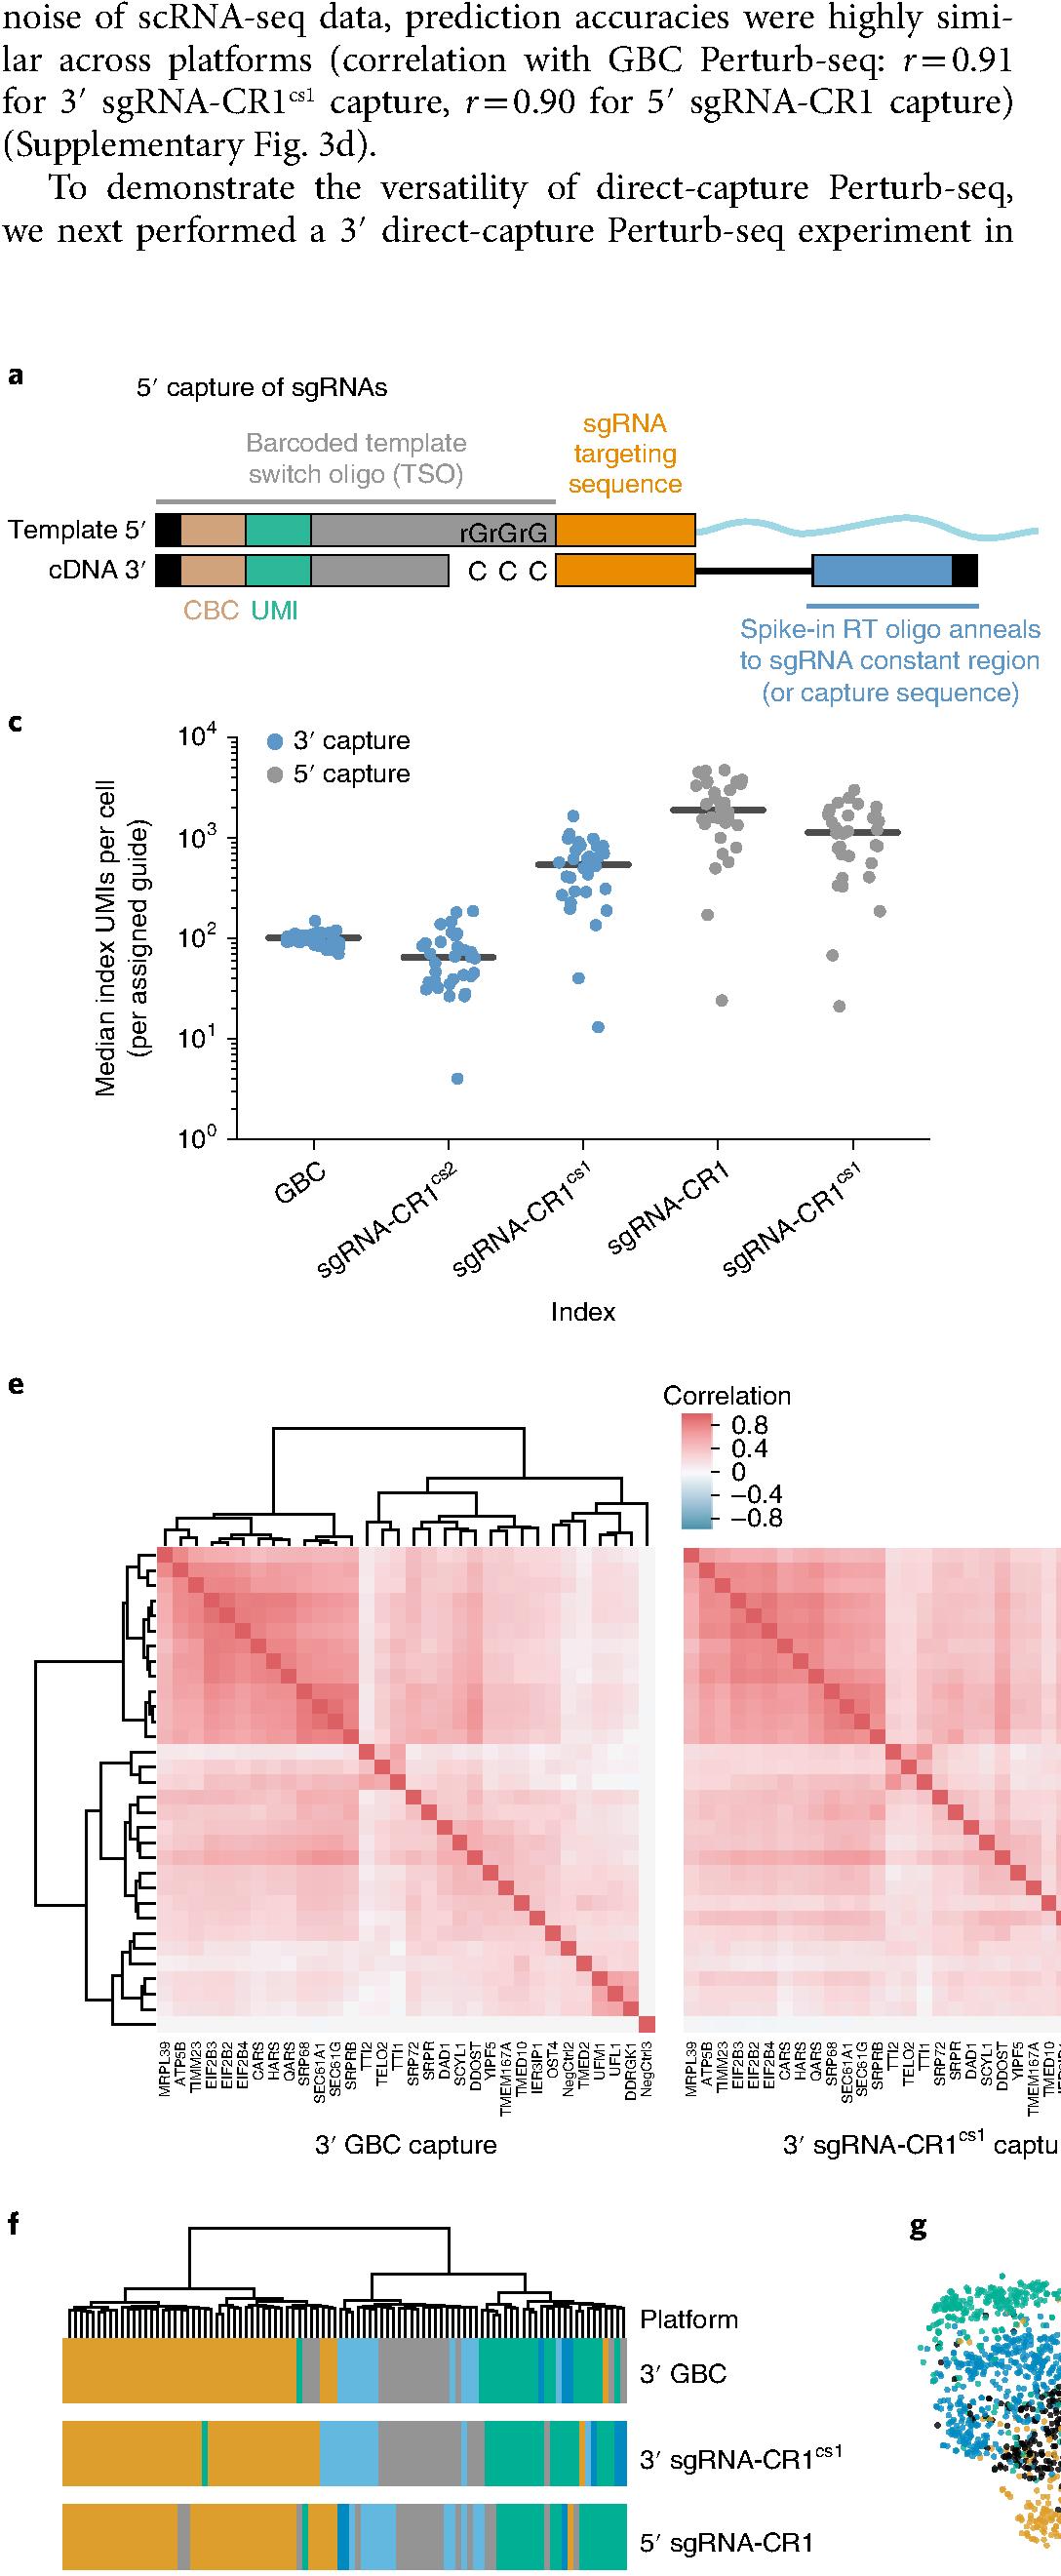 noise of scRNA-seq data, prediction accuracies were highly simi-
lar across platforms (correlation with GBC Perturb-seq: r = 0.91
for 3′ sgRNA-CR1cs1 capture, r = 0.90 for 5′ sgRNA-CR1 capture)
(Supplementary Fig. 3d).
To demonstrate the versatility of direct-capture Perturb-seq,
we next performed a 3′ direct-capture Perturb-seq experiment in
a
5′ capture of sgRNAs
Barcoded template
switch oligo (TSO)
sgRNA
targeting
sequence
Template 5′
rGrGrG
cDNA 3′
C C C
CBC UMI
Spike-in RT oligo anneals
to sgRNA constant region
(or capture sequence)
c
3′ capture
5′ capture
Median index UMIs per cell
(per assigned guide)
10⁴
10³
10²
10¹
10⁰
GBC
sgRNA-CR1cs2
sgRNA-CR1cs1
sgRNA-CR1
sgRNA-CR1cs1
Index
e
Correlation
0.8
0.4
0
−0.4
−0.8
MRPL39
ATP5B
TIMM23
EIF2B3
EIF2B2
EIF2B4
CARS
HARS
QARS
SRP68
SEC61A1
SEC61G
SRPRB
TTI2
TELO2
TTI1
SRP72
SRPR
DAD1
SCYL1
DDOST
YIPF5
TMEM167A
TMED10
IER3IP1
OST4
NegCtrl2
TMED2
UFM1
UFL1
DDRGK1
NegCtrl3
3′ GBC capture
MRPL39
ATP5B
TIMM23
EIF2B3
EIF2B2
EIF2B4
CARS
HARS
QARS
SRP68
SEC61A1
SEC61G
SRPRB
TTI2
TELO2
TTI1
SRP72
SRPR
DAD1
SCYL1
DDOST
YIPF5
TMEM167A
TMED10
3′ sgRNA-CR1cs1 captu
f
Platform
3′ GBC
3′ sgRNA-CR1cs1
5′ sgRNA-CR1
g